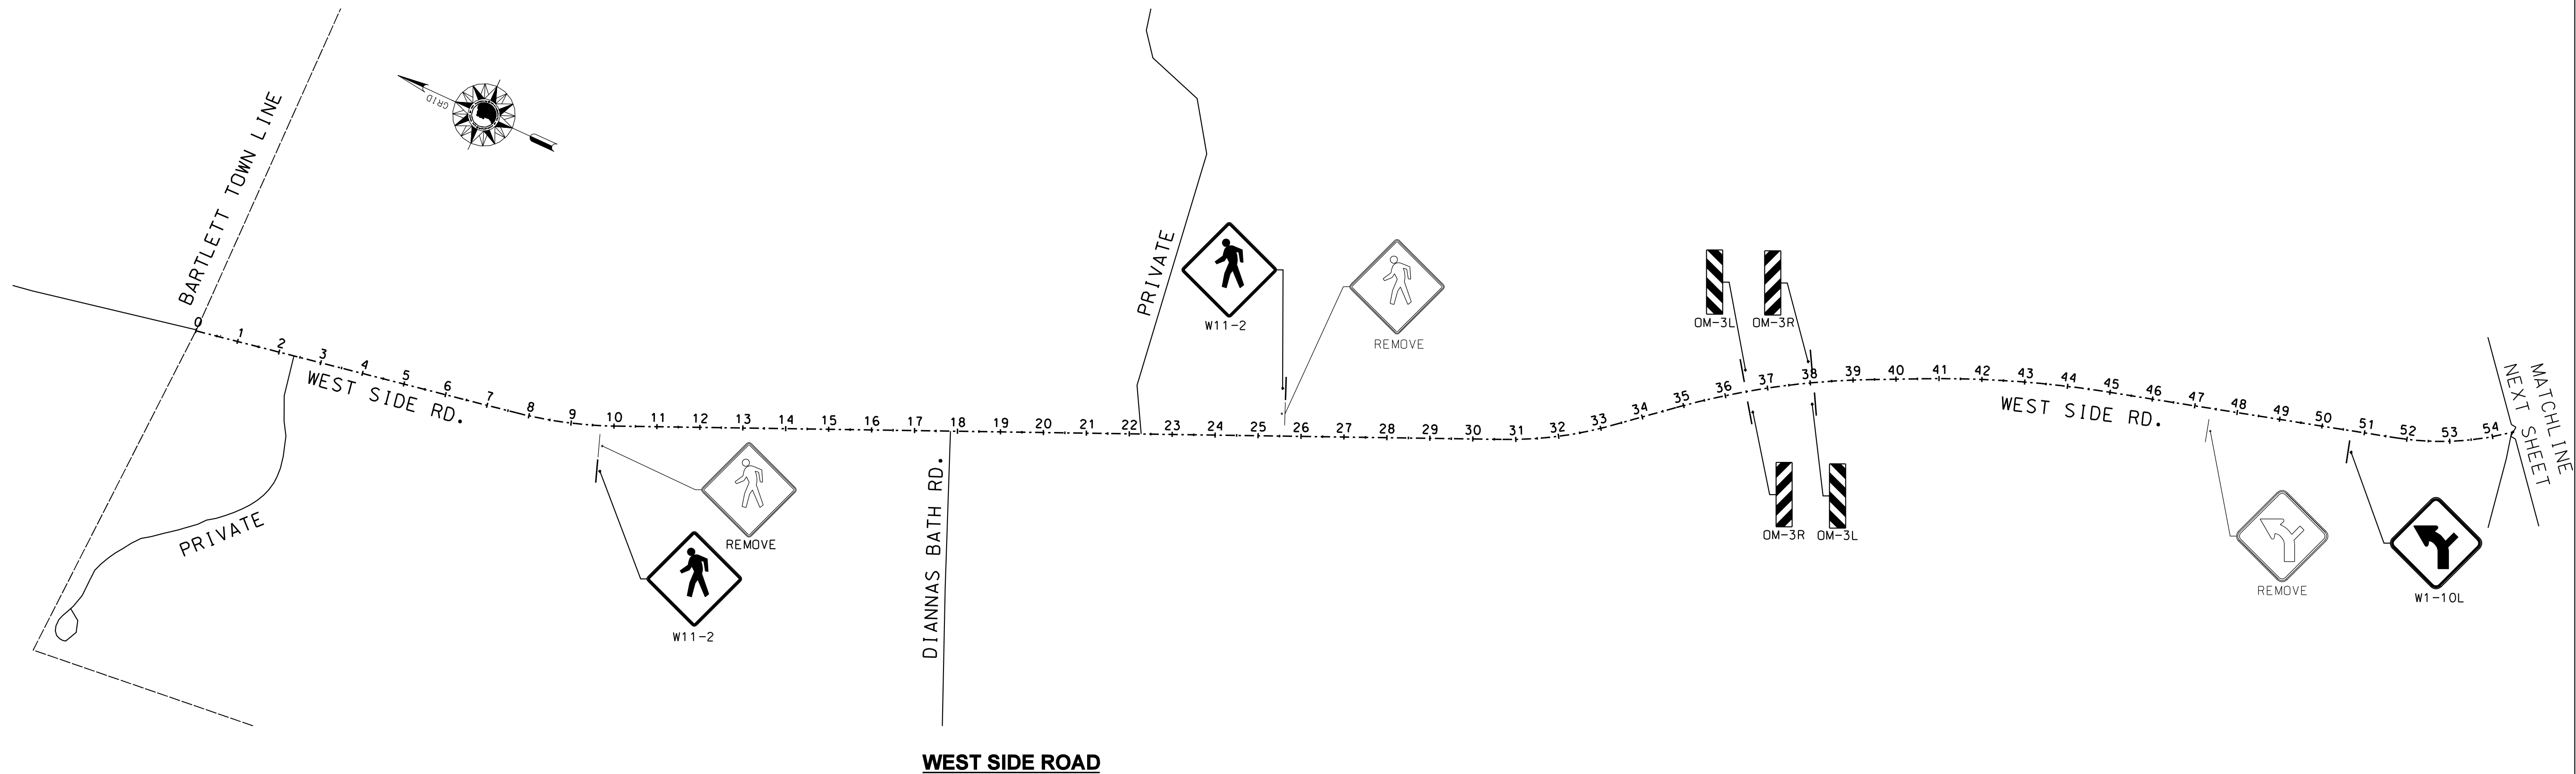 BARTLETT TOWN LINE
GRID
PRIVATE
W11-2
REMOVE
OM-3L
OM-3R
MATCHLINE
NEXT SHEET
0 1 2 3 4 5 6 7 8 9 10 11 12 13 14 15 16 17 18 19 20 21 22 23 24 25 26 27 28 29 30 31 32 33 34 35 36 37 38 39 40 41 42 43 44 45 46 47 48 49 50 51 52 53 54
WEST SIDE RD.
WEST SIDE RD.
PRIVATE
REMOVE
W11-2
DIANNAS BATH RD.
OM-3R
OM-3L
REMOVE
W1-10L
WEST SIDE ROAD